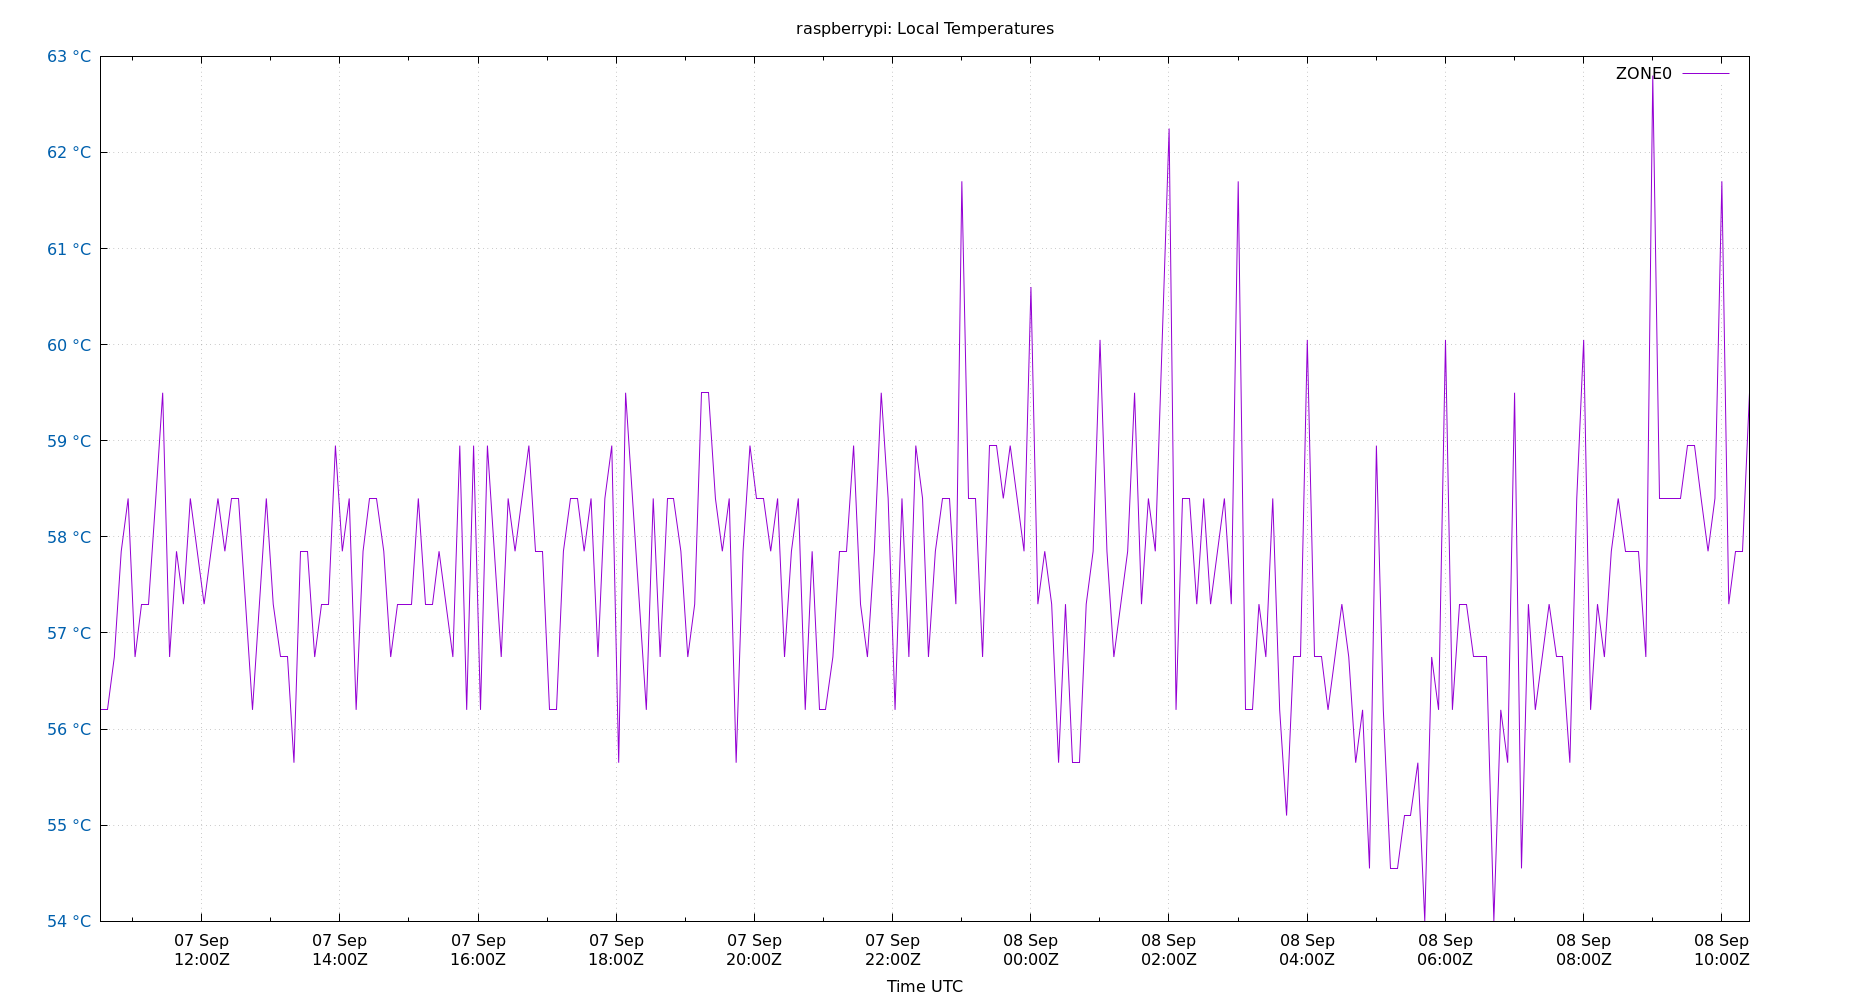 raspberrypi: Local Temperatures
63 °C
ZONE0
62 °C
61 °C
60 °C
59 °C
58 °C
57 °C
56 °C
55 °C
54 °C
07 Sep 07 Sep 07 Sep 07 Sep 07 Sep 07 Sep 08 Sep 08 Sep 08 Sep 08 Sep 08 Sep 08 Sep
12:00Z 14:00Z 16:00Z 18:00Z 20:00Z 22:00Z 00:00Z 02:00Z 04:00Z 06:00Z 08:00Z 10:00Z
Time UTC